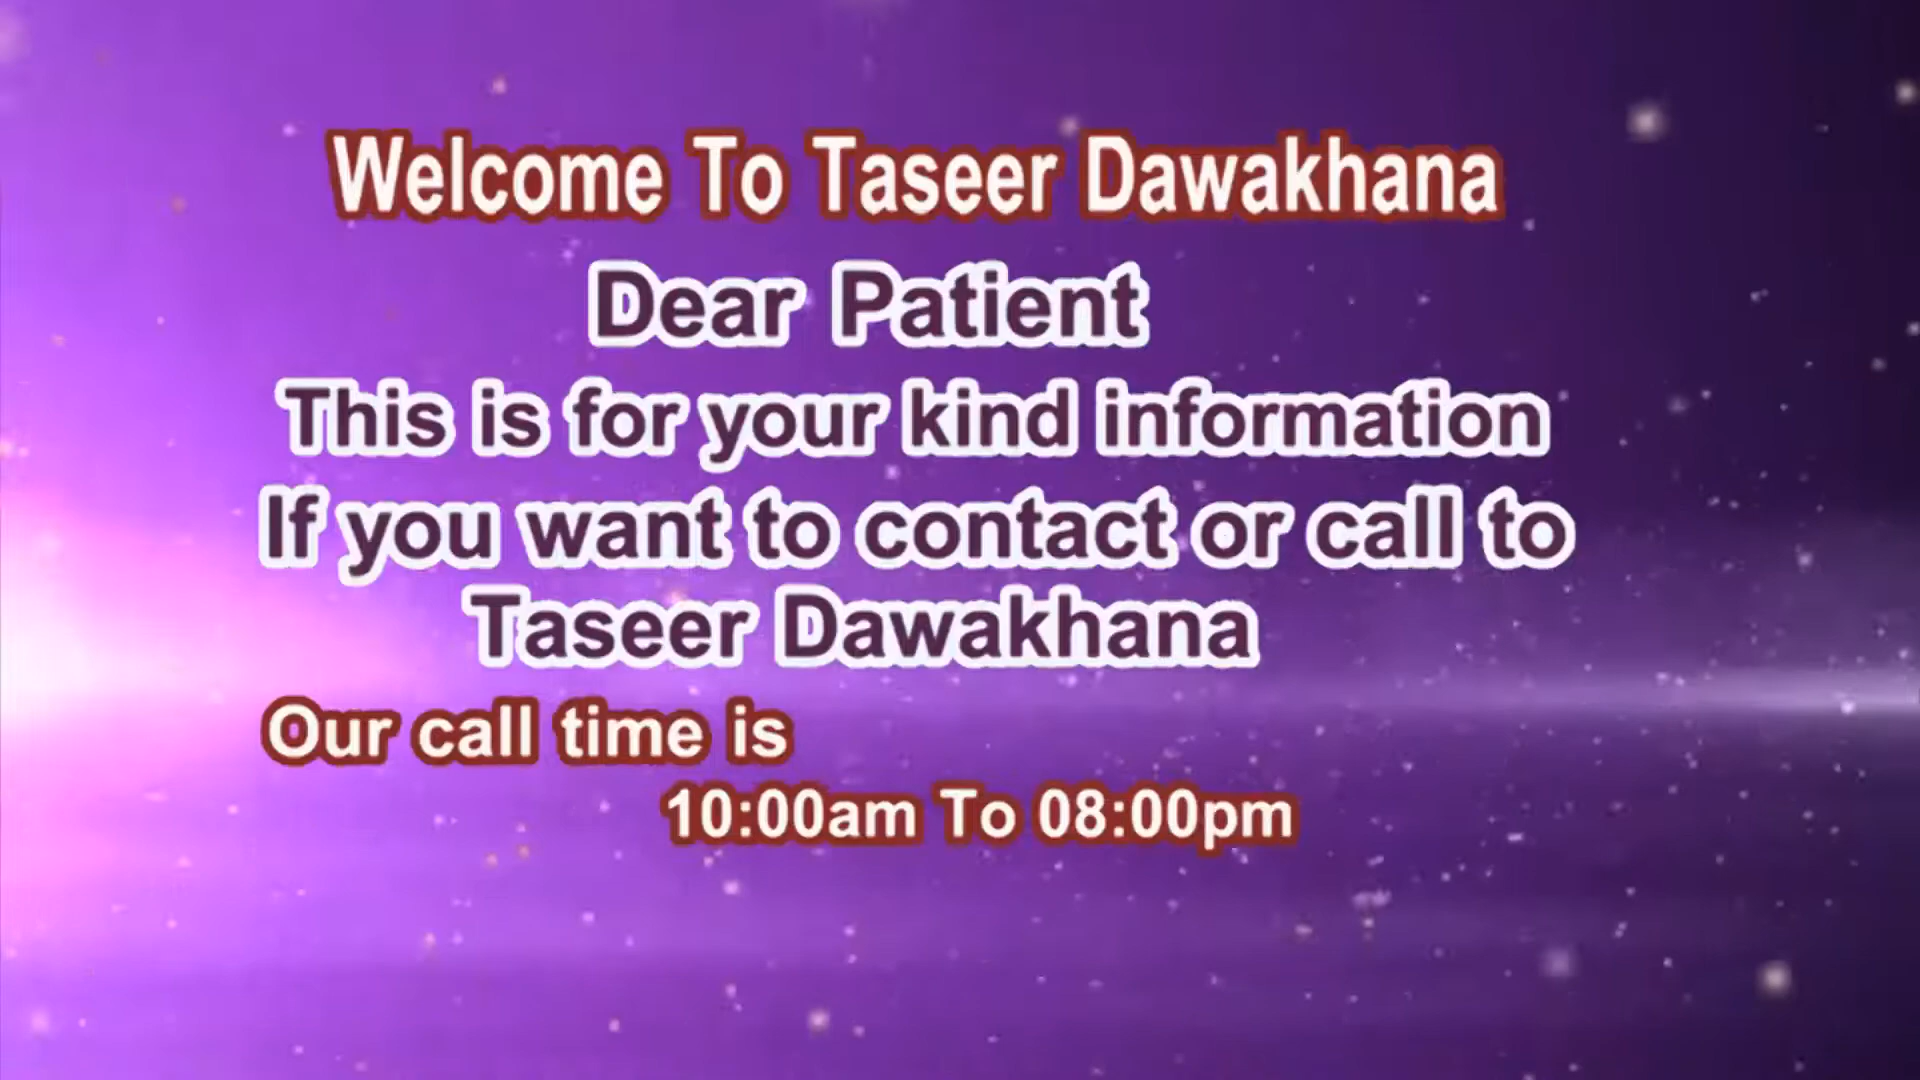 Welcome To Taseer Dawakhana
Dear Patient
This is for your kind information
If you want to contact or call to
Taseer Dawakhana
Our call time is
10:00am To 08:00pm